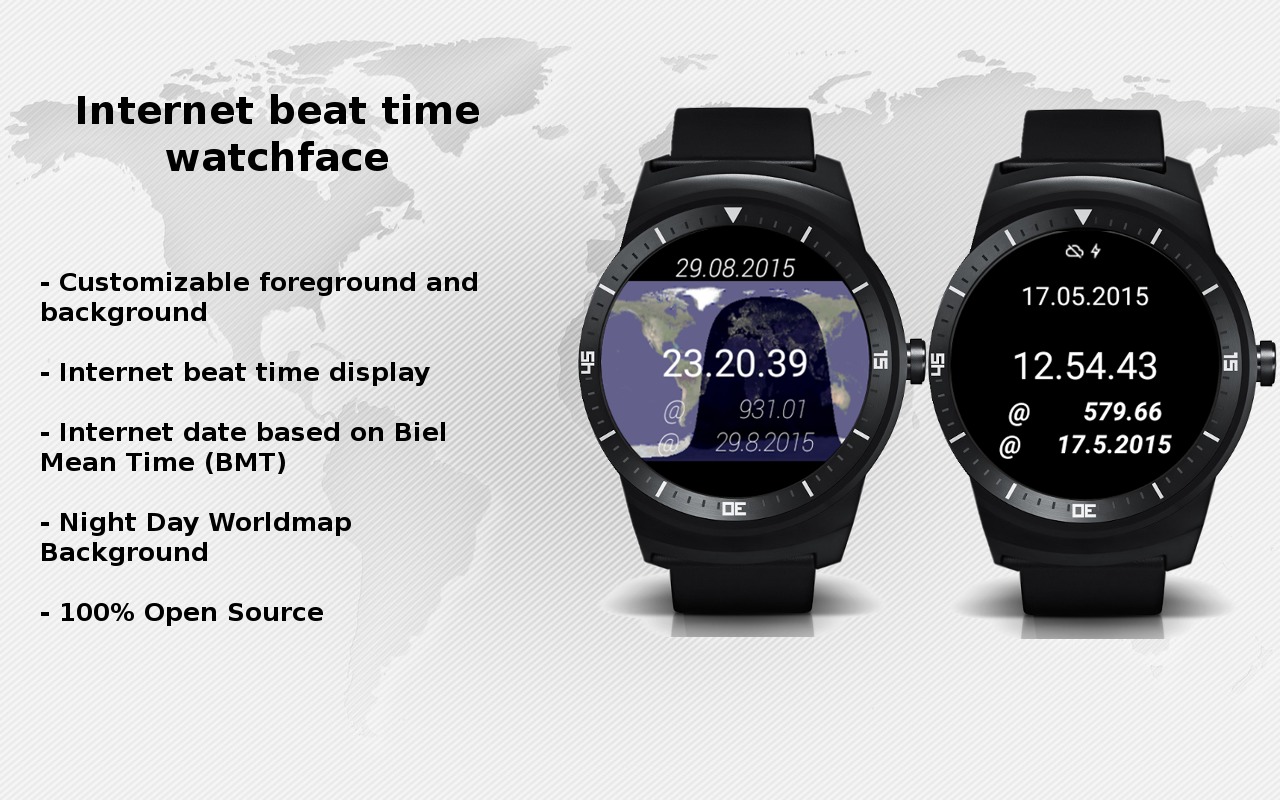 Internet beat time
watchface
- Customizable foreground and
background
- Internet beat time display
- Internet date based on Biel
Mean Time (BMT)
- Night Day Worldmap
Background
- 100% Open Source
29.08.2015
23.20.39
@ 931.01
@ 29.8.2015
45
15
30
17.05.2015
12.54.43
@ 579.66
@ 17.5.2015
45
15
30